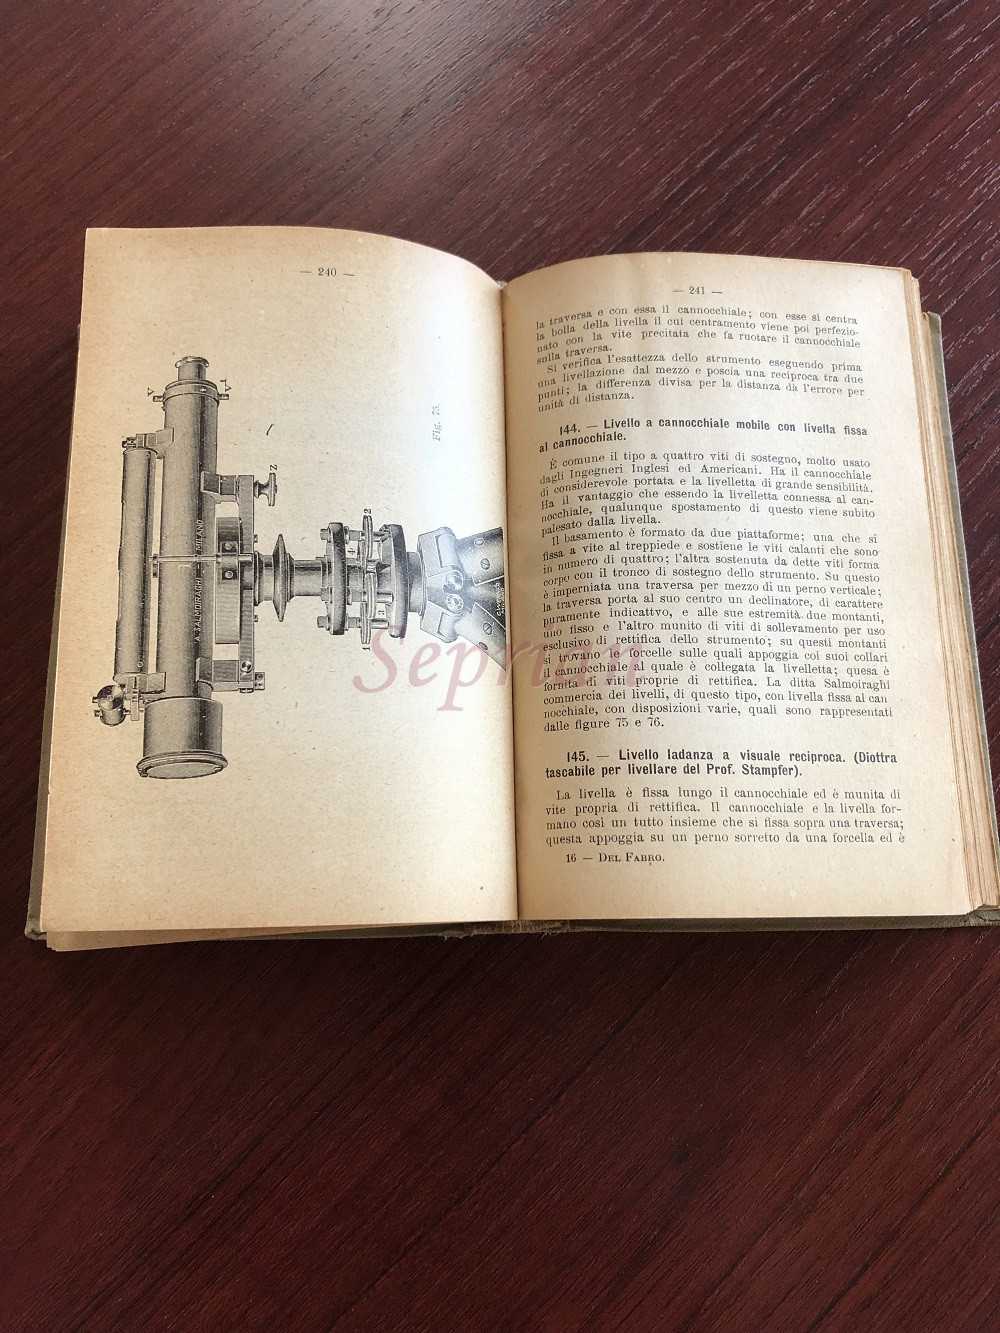 — 240 —
V V
A. SALMOIRAGHI MILANO
Z
2
3
1
Fig. 75.
— 241 —
la traversa e con essa il cannocchiale; con esse si centra
la bolla della livella il cui centramento viene poi perfezio-
nato con la vite precitata che fa ruotare il cannocchiale
sulla traversa.
Si verifica l'esattezza dello strumento eseguendo prima
una livellazione dal mezzo e poscia una reciproca tra due
punti; la differenza divisa per la distanza dà l'errore per
unità di distanza.
144. — Livello a cannocchiale mobile con livella fissa
al cannocchiale.
È comune il tipo a quattro viti di sostegno, molto usato
dagli Ingegneri Inglesi ed Americani. Ha il cannocchiale
di considerevole portata e la livelletta di grande sensibilità.
Ha il vantaggio che essendo la livelletta connessa al can-
nocchiale, qualunque spostamento di questo viene subito
palesato dalla livella.
Il basamento è formato da due piattaforme; una che si
fissa a vite al treppiede e sostiene le viti calanti che sono
in numero di quattro; l'altra sostenuta da dette viti forma
corpo con il tronco di sostegno dello strumento. Su questo
è imperniata una traversa per mezzo di un perno verticale;
la traversa porta al suo centro un declinatore, di carattere
puramente indicativo, e alle sue estremità due montanti,
uno fisso e l'altro munito di viti di sollevamento per uso
esclusivo di rettifica dello strumento; su questi montanti
si trovano le forcelle sulle quali appoggia coi suoi collari
il cannocchiale al quale è collegata la livelletta; quesa è
fornita di viti proprie di rettifica. La ditta Salmoiraghi
commercia dei livelli, di questo tipo, con livella fissa al can
nocchiale, con disposizioni varie, quali sono rappresentati
dalle figure 75 e 76.
145. — Livello ladanza a visuale reciproca. (Diottra
tascabile per livellare del Prof. Stampfer).
La livella è fissa lungo il cannocchiale ed è munita di
vite propria di rettifica. Il cannocchiale e la livella for-
mano così un tutto insieme che si fissa sopra una traversa;
questa appoggia su un perno sorretto da una forcella ed è
16 — DEL FABRO.
Seprium